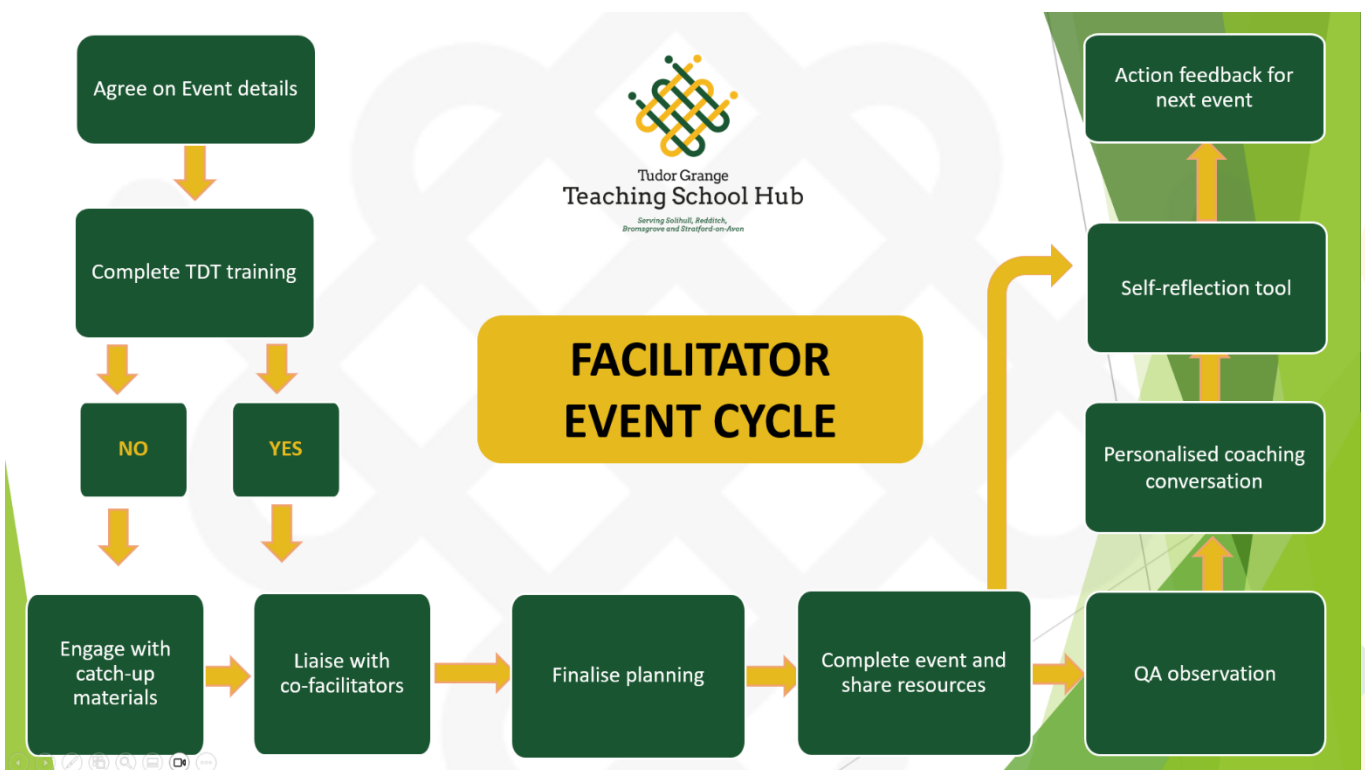 Agree on Event details
Complete TDT training
NO
YES
Engage with
catch-up
materials
Liaise with
co-facilitators
Finalise planning
Complete event and
share resources
QA observation
Personalised coaching
conversation
Self-reflection tool
Action feedback for
next event
Tudor Grange
Teaching School Hub
Serving Solihull, Redditch,
Bromsgrove and Stratford-on-Avon
FACILITATOR
EVENT CYCLE